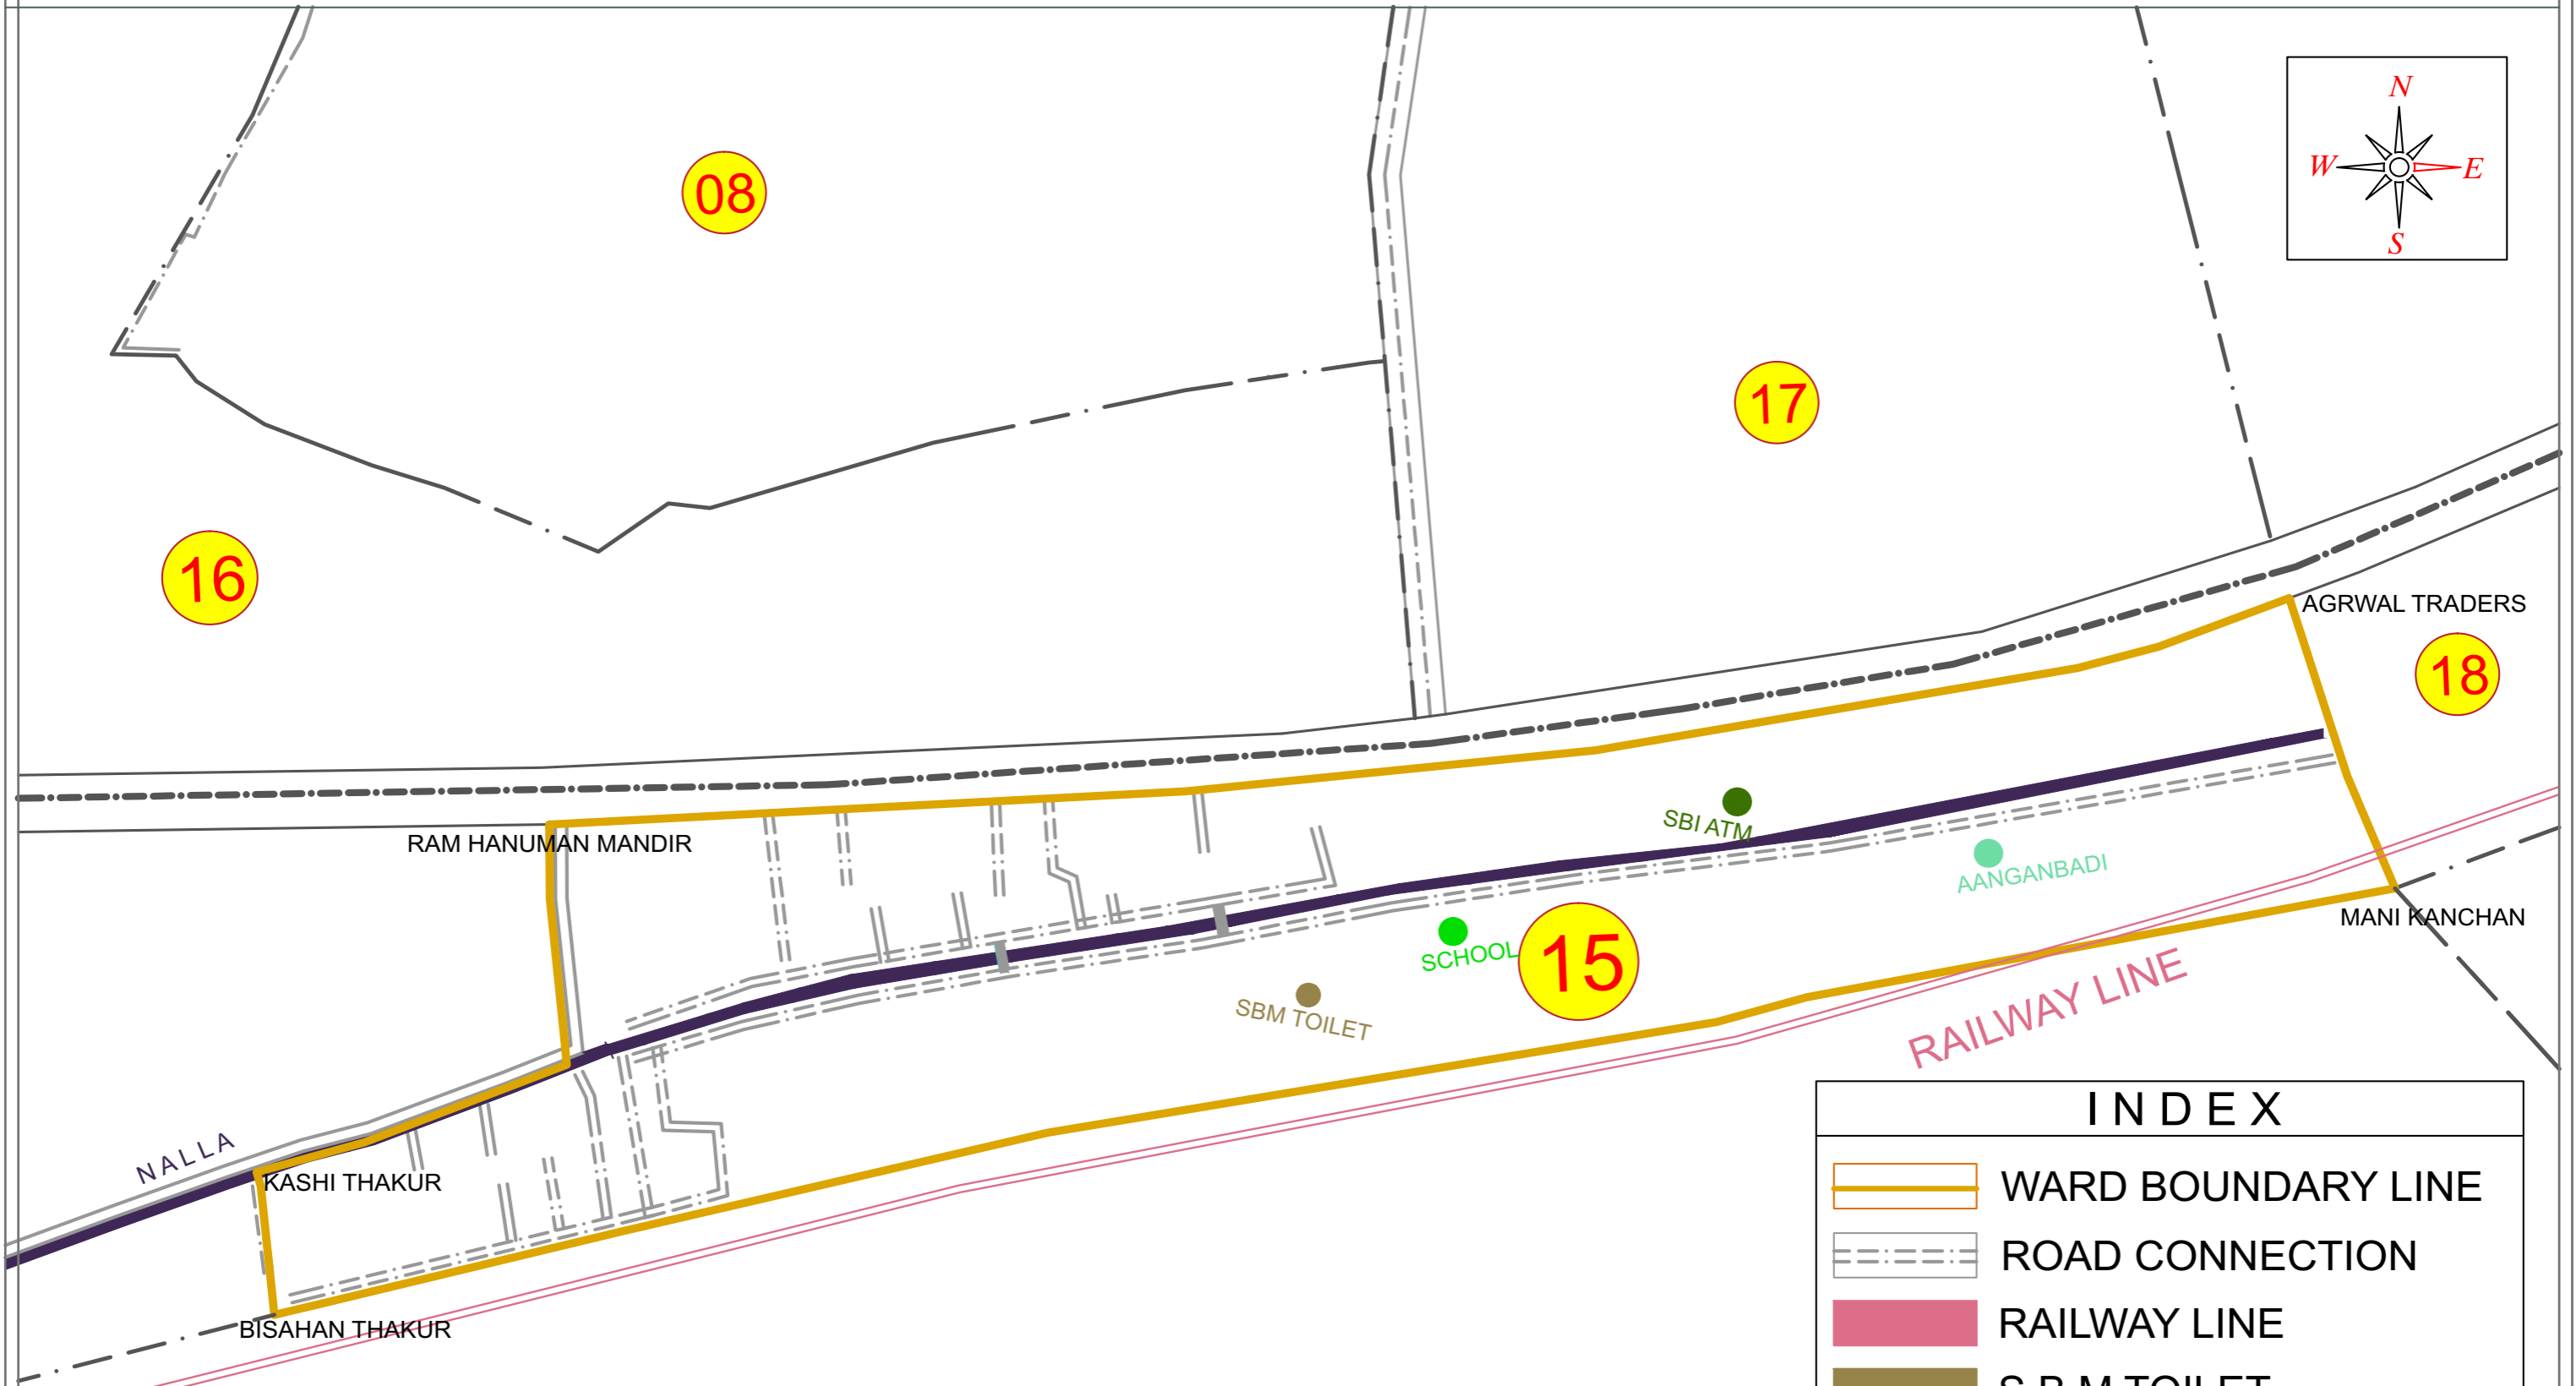 N
W
E
S
08
17
16
AGRWAL TRADERS
18
RAM HANUMAN MANDIR
SBI ATM
AANGANBADI
MANI KANCHAN
SCHOOL
15
SBM TOILET
RAILWAY LINE
NALLA
KASHI THAKUR
BISAHAN THAKUR
INDEX
WARD BOUNDARY LINE
ROAD CONNECTION
RAILWAY LINE
S.B.M TOILET